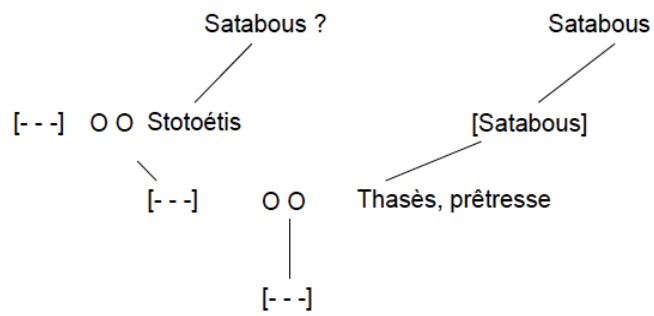 Satabous ? Satabous
[- - -] O O Stotoétis [Satabous]
[- - -] O O Thasès, prêtresse
[- - -]